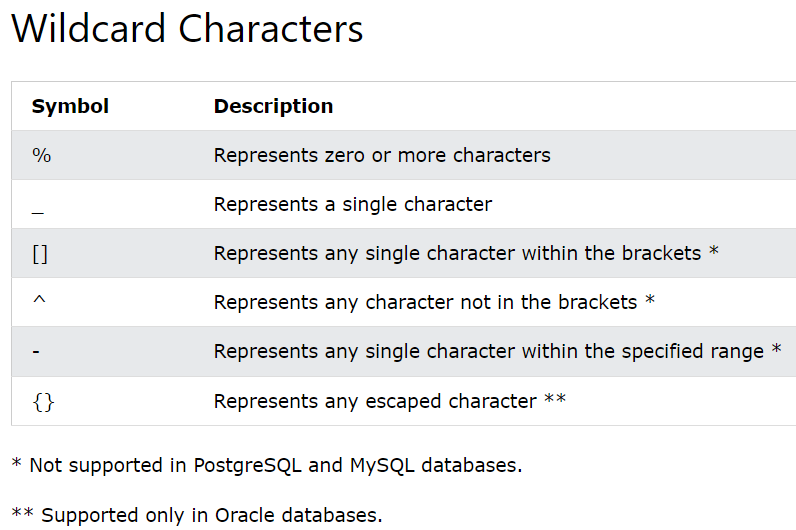 Wildcard Characters
Symbol Description
% Represents zero or more characters
_ Represents a single character
[] Represents any single character within the brackets *
^ Represents any character not in the brackets *
- Represents any single character within the specified range *
{} Represents any escaped character **
* Not supported in PostgreSQL and MySQL databases.
** Supported only in Oracle databases.